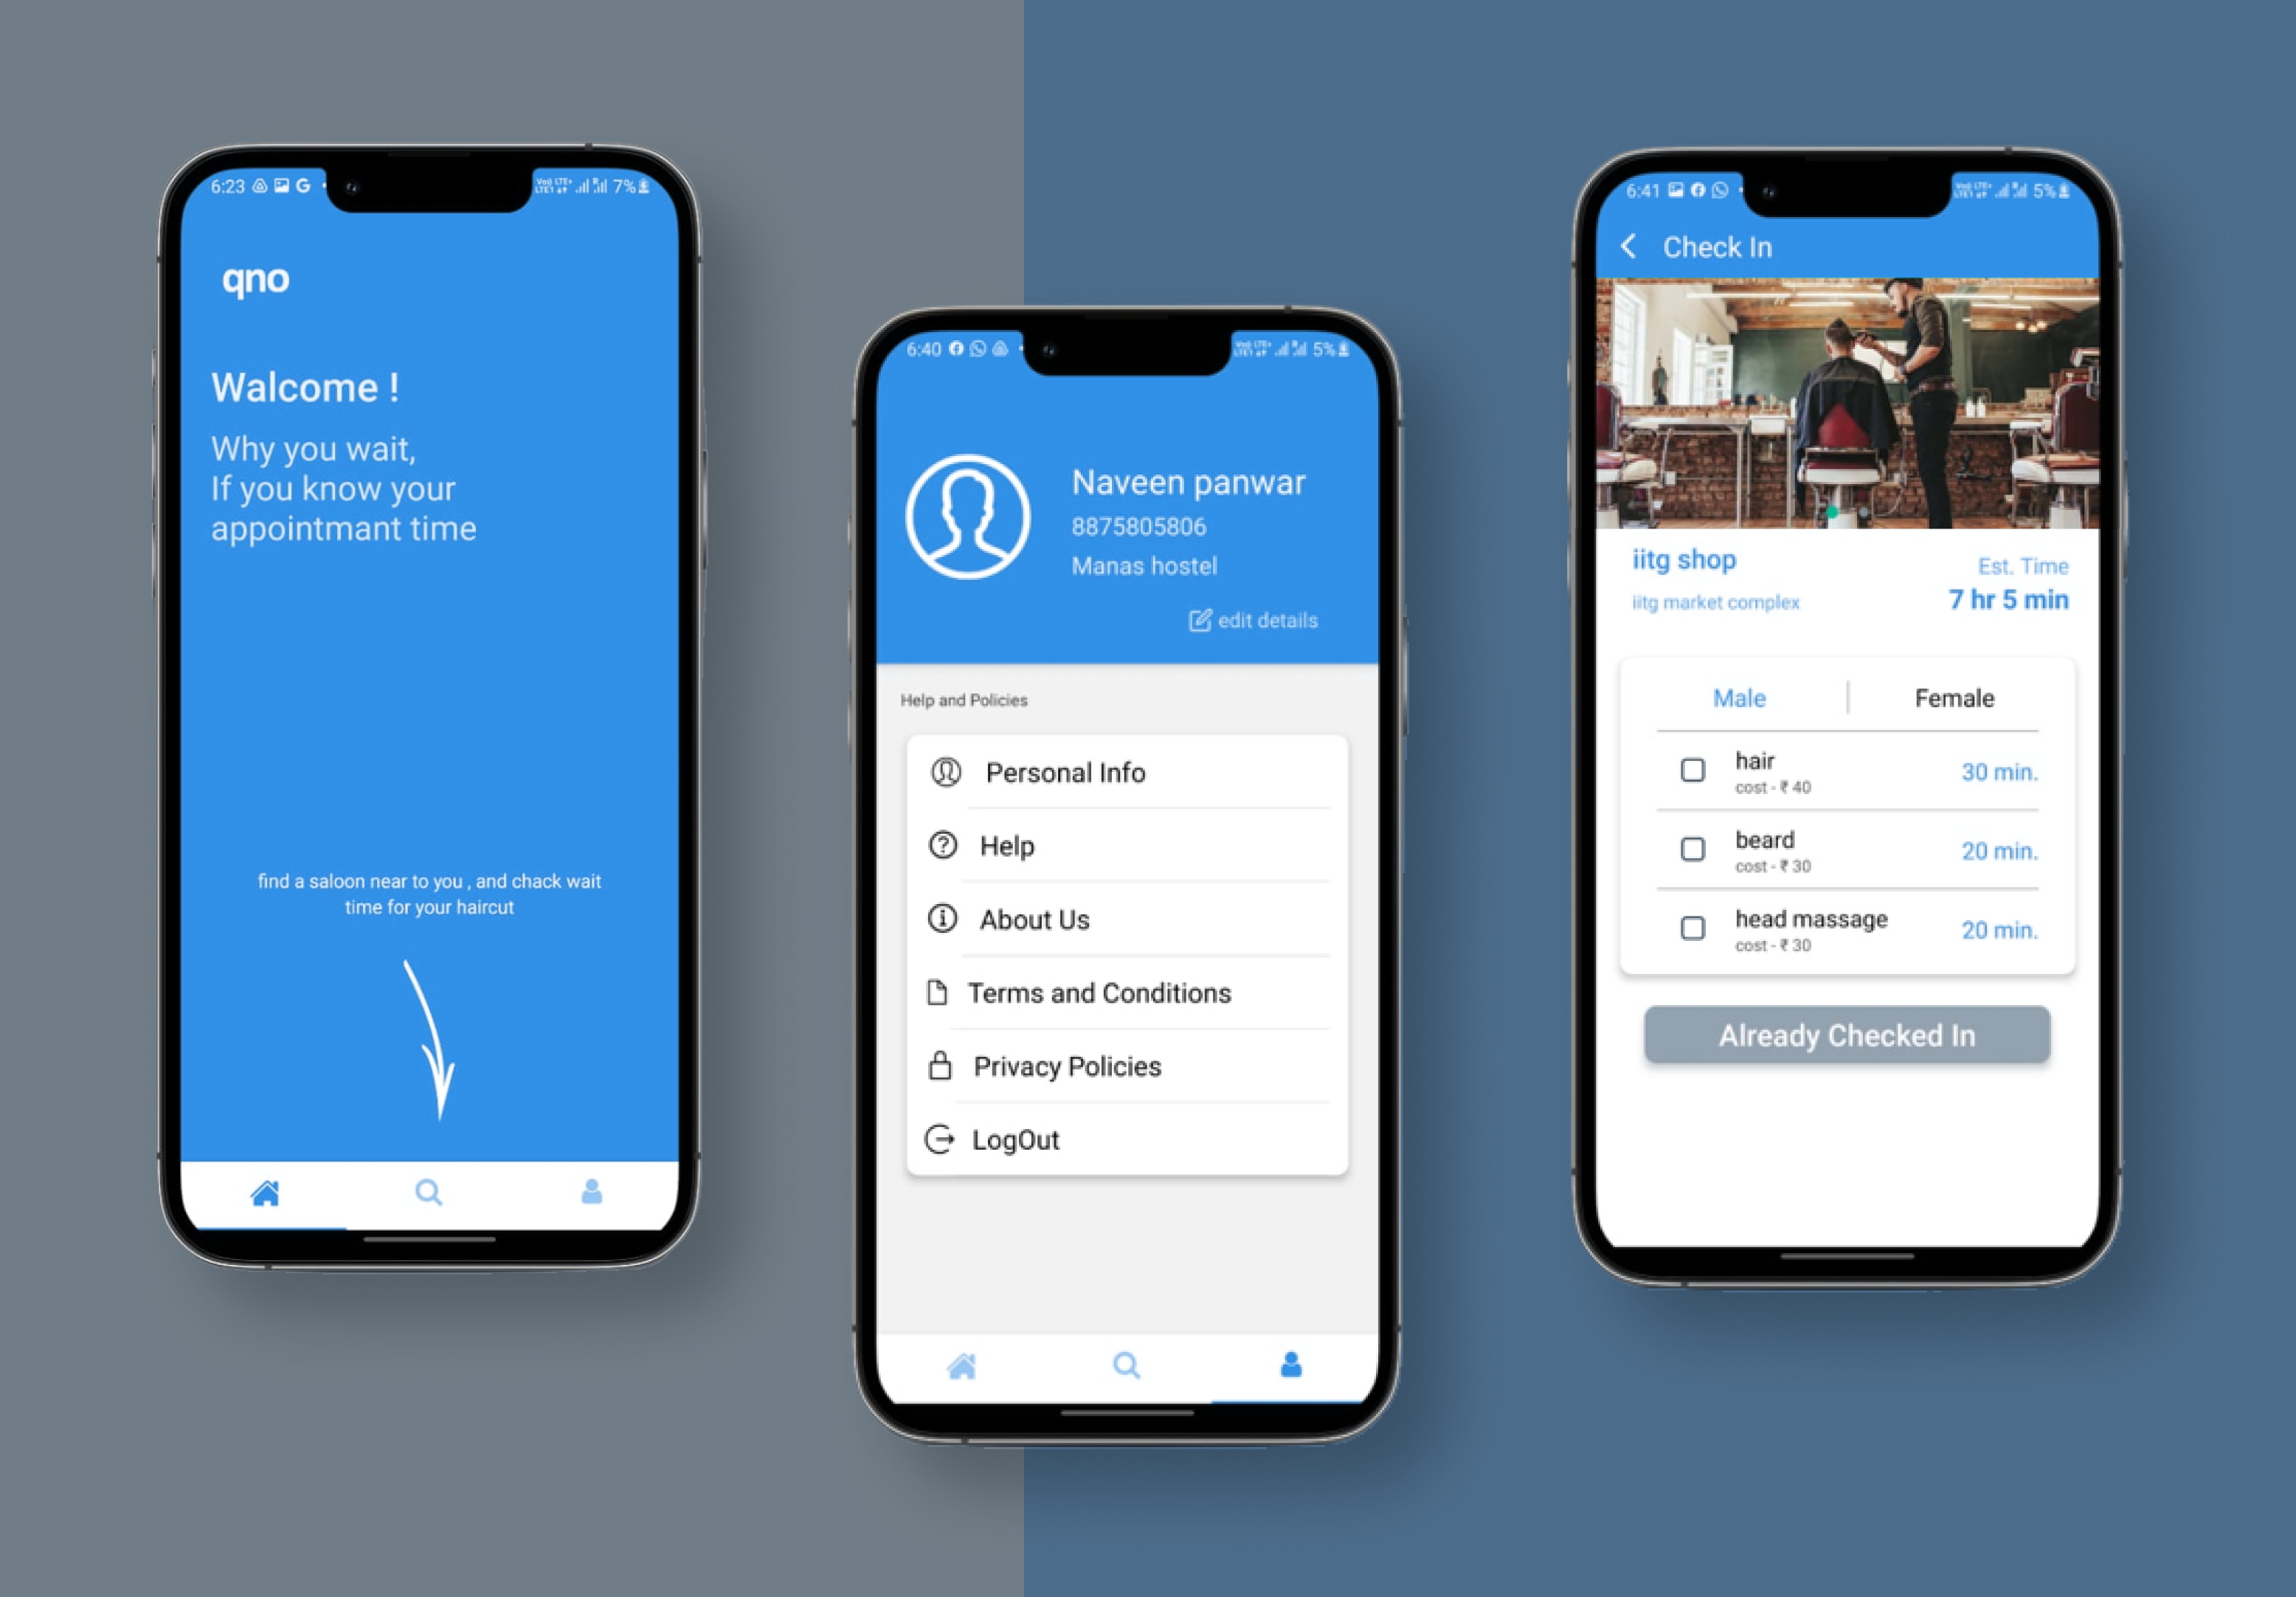 6:23
7%
qno
Walcome !
Why you wait,
If you know your
appointmant time
find a saloon near to you , and chack wait
time for your haircut
6:40
5%
Naveen panwar
8875805806
Manas hostel
edit details
Help and Policies
Personal Info
Help
About Us
Terms and Conditions
Privacy Policies
LogOut
6:41
5%
Check In
iitg shop
Est. Time
iitg market complex
7 hr 5 min
Male
Female
hair
30 min.
cost - ₹ 40
beard
20 min.
cost - ₹ 30
head massage
20 min.
cost - ₹ 30
Already Checked In